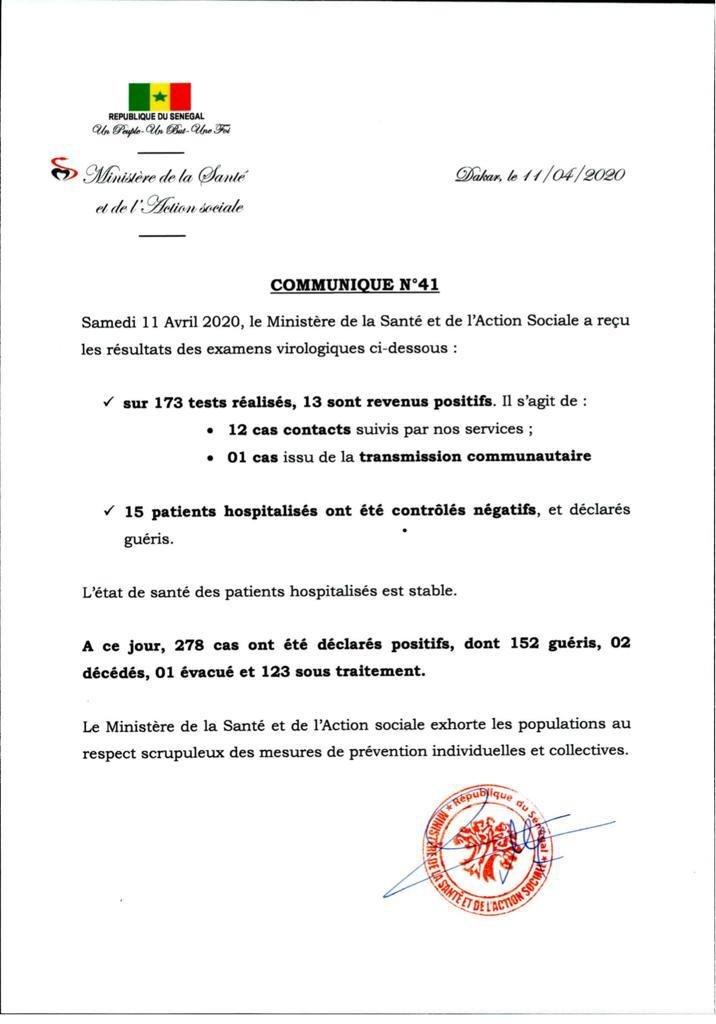 REPUBLIQUE DU SENEGAL
Un Peuple-Un But-Une Foi
Ministère de la Santé
et de l'Action sociale
Dakar, le 11/04/2020
COMMUNIQUE N°41
Samedi 11 Avril 2020, le Ministère de la Santé et de l'Action Sociale a reçu
les résultats des examens virologiques ci-dessous :
✓ sur 173 tests réalisés, 13 sont revenus positifs. Il s'agit de :
• 12 cas contacts suivis par nos services ;
• 01 cas issu de la transmission communautaire
✓ 15 patients hospitalisés ont été contrôlés négatifs, et déclarés
guéris.
L'état de santé des patients hospitalisés est stable.
A ce jour, 278 cas ont été déclarés positifs, dont 152 guéris, 02
décédés, 01 évacué et 123 sous traitement.
Le Ministère de la Santé et de l'Action sociale exhorte les populations au
respect scrupuleux des mesures de prévention individuelles et collectives.
★ République du Sénégal ★
MINISTÈRE DE LA SANTÉ ET DE L'ACTION SOCIALE